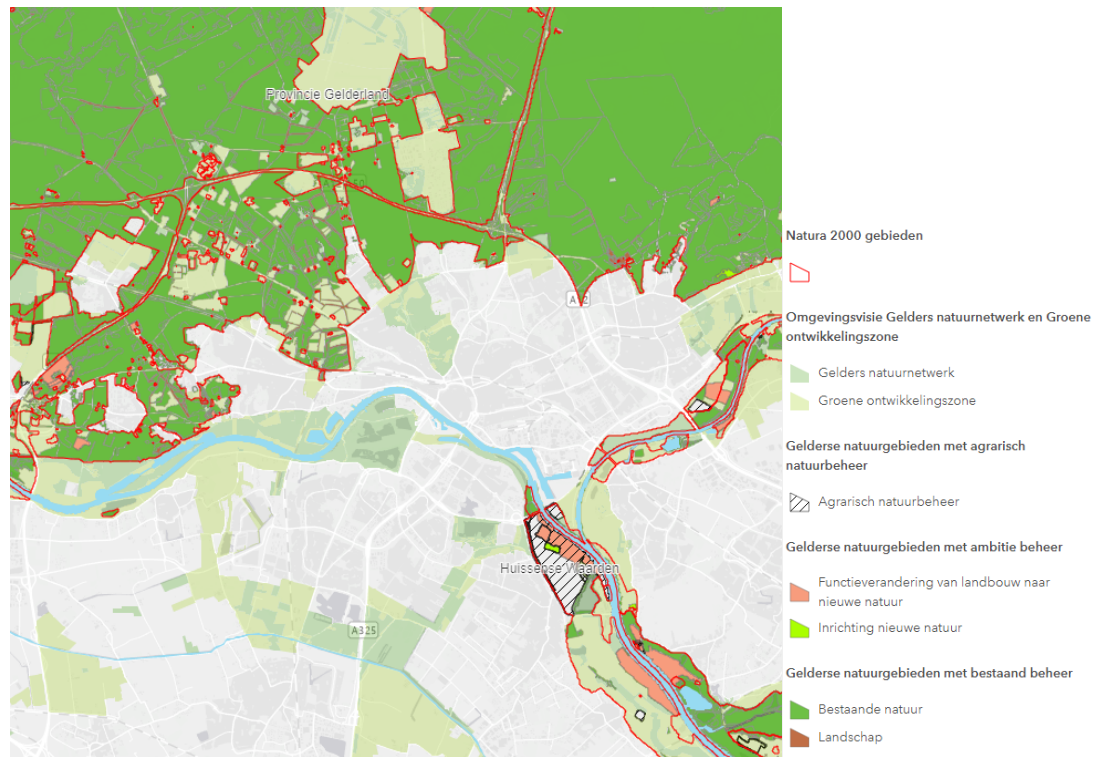 Provincie Gelderland
Natura 2000 gebieden
Omgevingsvisie Gelders natuurnetwerk en Groene
ontwikkelingszone
Gelders natuurnetwerk
Groene ontwikkelingszone
Gelderse natuurgebieden met agrarisch
natuurbeheer
Agrarisch natuurbeheer
Gelderse natuurgebieden met ambitie beheer
Huissense Waarden
Functieverandering van landbouw naar
nieuwe natuur
Inrichting nieuwe natuur
A325
Gelderse natuurgebieden met bestaand beheer
Bestaande natuur
Landschap